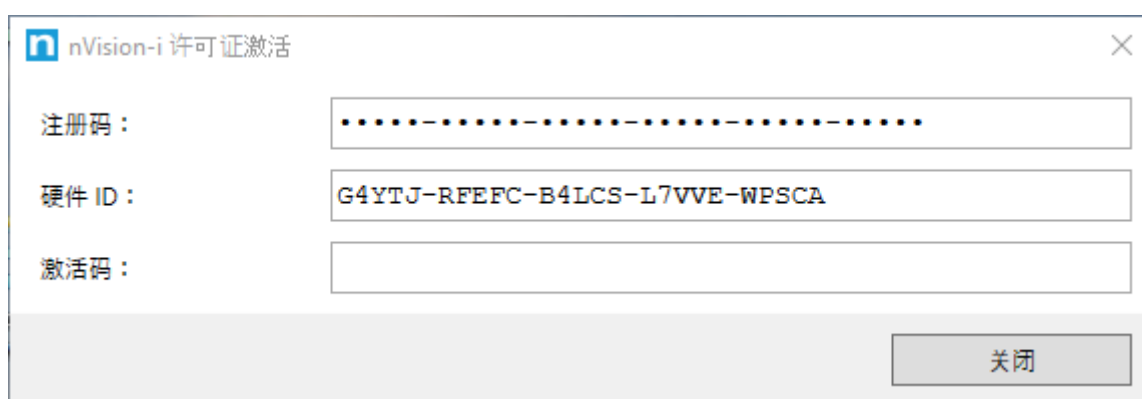 n nVision-i 许可证激活
注册码： •••••-•••••-•••••-•••••-•••••-•••••
硬件 ID： G4YTJ-RFEFC-B4LCS-L7VVE-WPSCA
激活码：
关闭